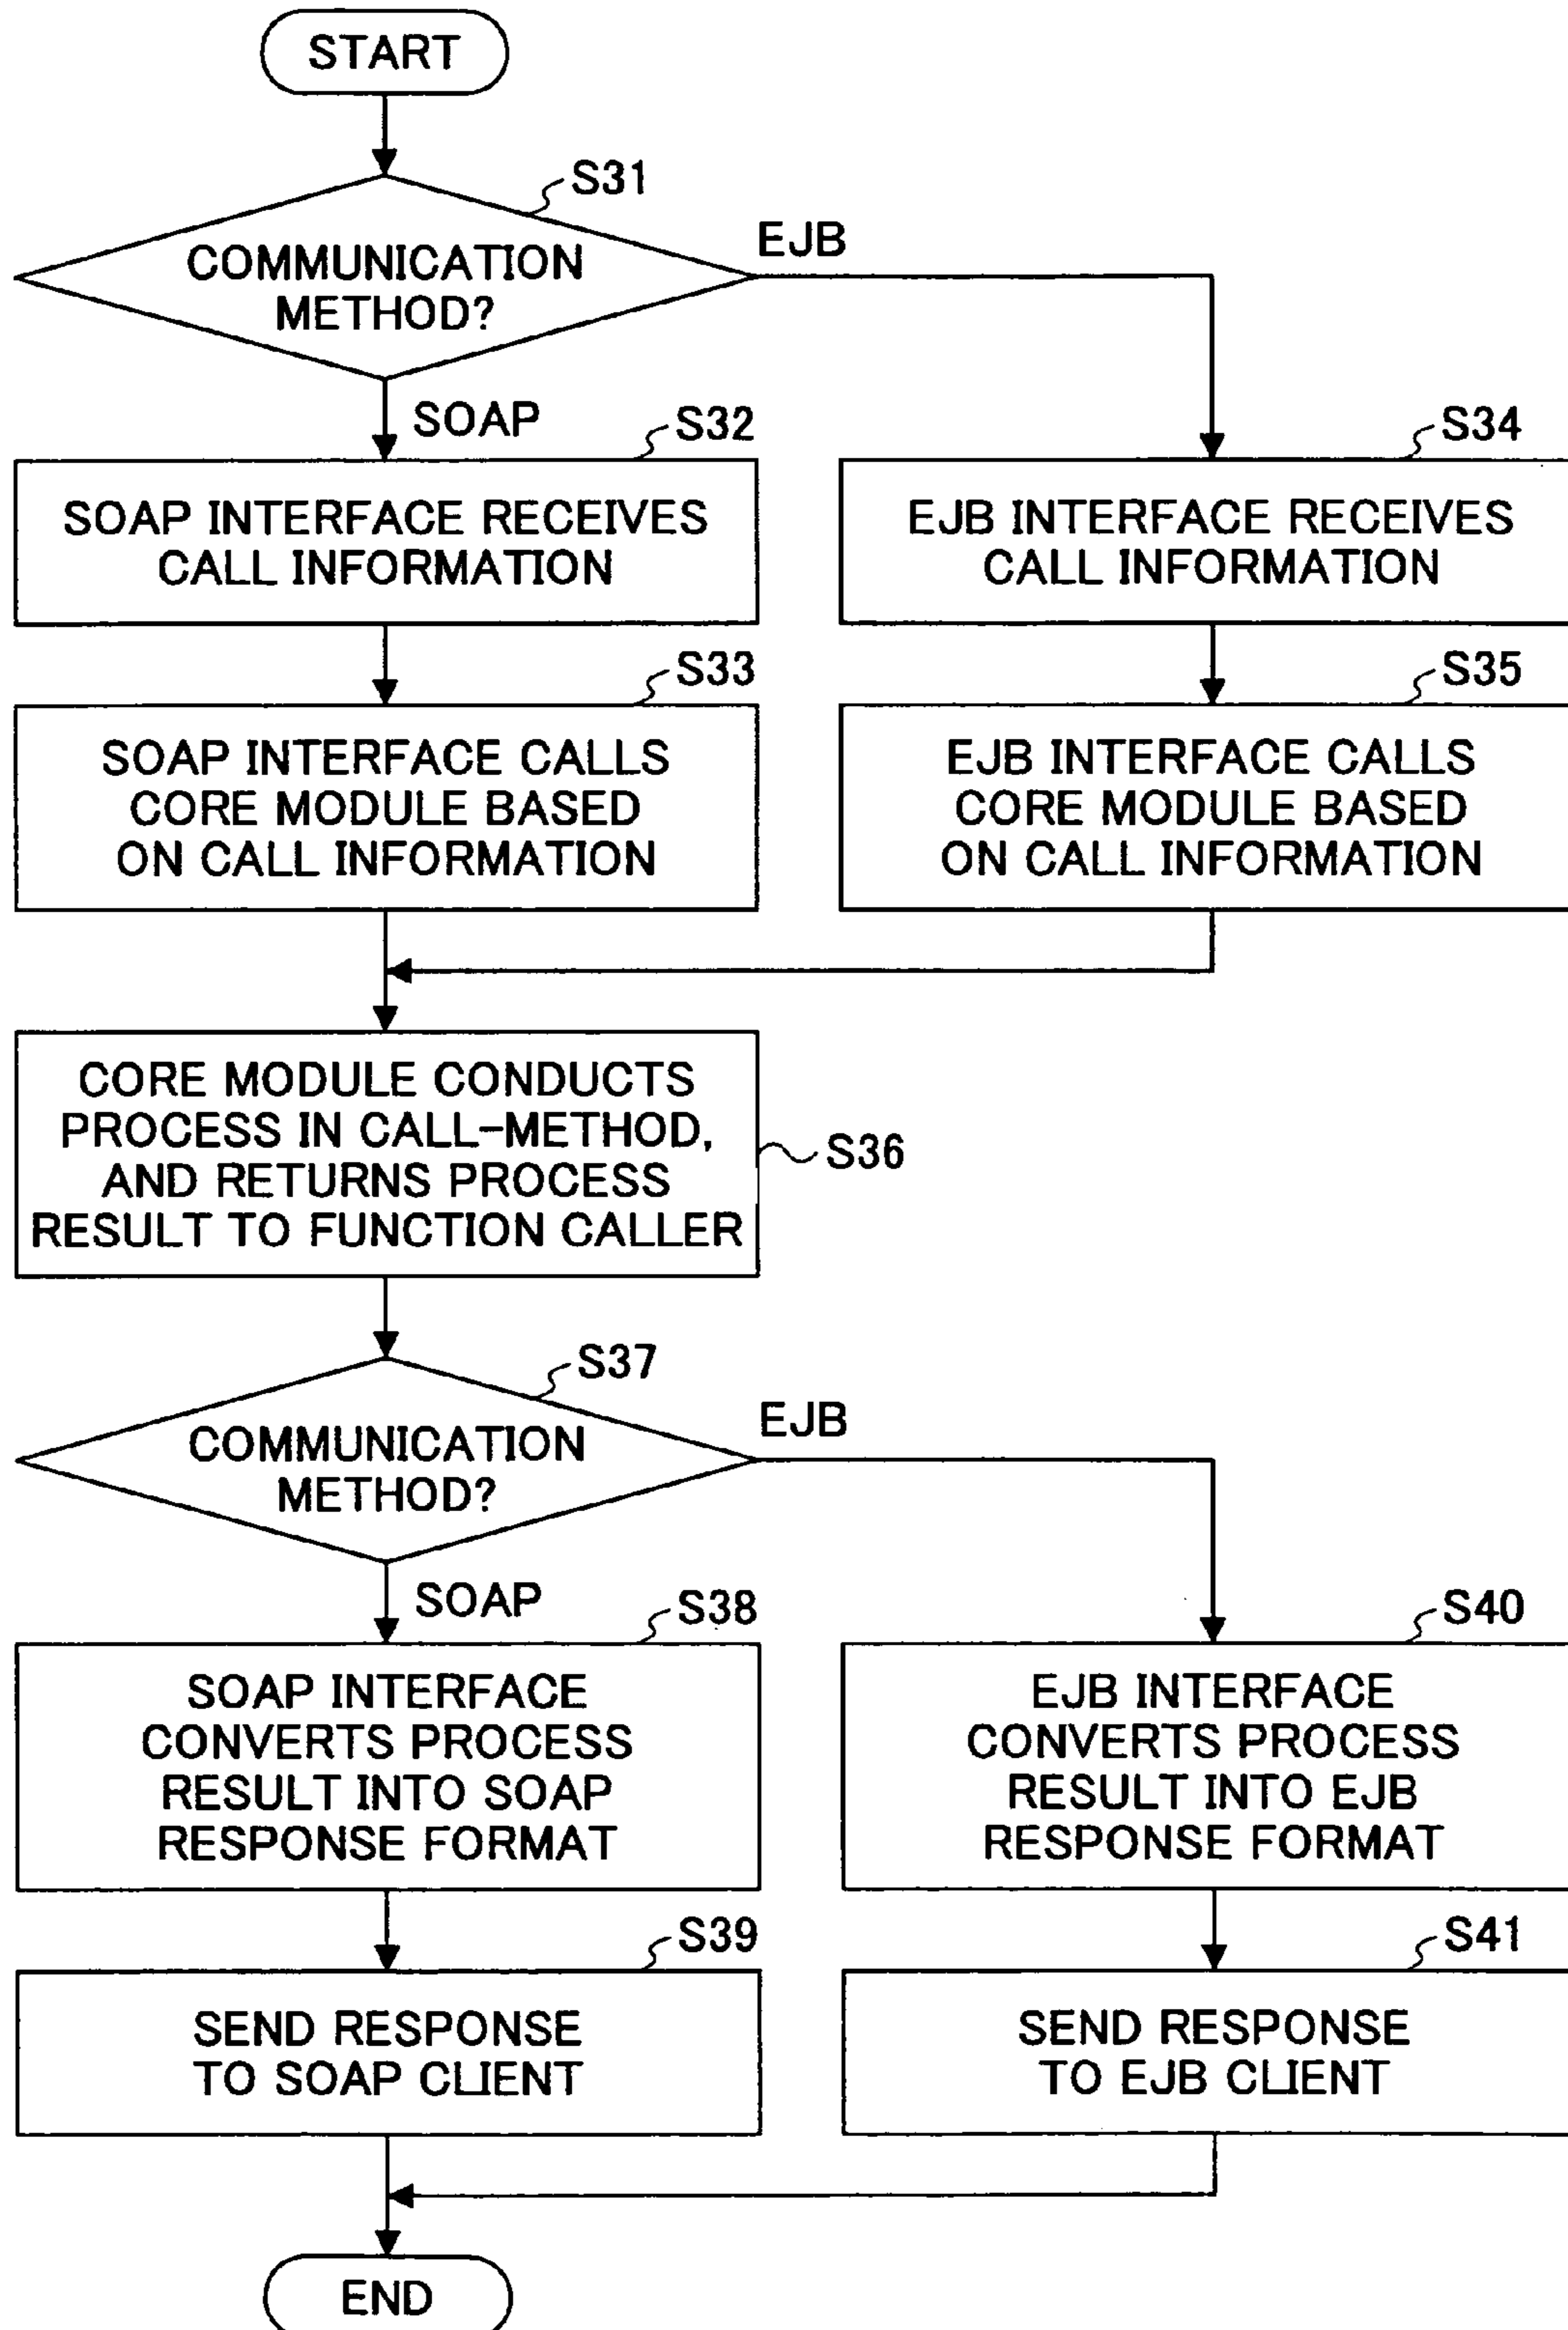 START
S31
COMMUNICATION
METHOD?
EJB
SOAP
S32
SOAP INTERFACE RECEIVES
CALL INFORMATION
S34
EJB INTERFACE RECEIVES
CALL INFORMATION
S33
SOAP INTERFACE CALLS
CORE MODULE BASED
ON CALL INFORMATION
S35
EJB INTERFACE CALLS
CORE MODULE BASED
ON CALL INFORMATION
CORE MODULE CONDUCTS
PROCESS IN CALL-METHOD,
AND RETURNS PROCESS
RESULT TO FUNCTION CALLER
S36
S37
COMMUNICATION
METHOD?
EJB
SOAP
S38
SOAP INTERFACE
CONVERTS PROCESS
RESULT INTO SOAP
RESPONSE FORMAT
S40
EJB INTERFACE
CONVERTS PROCESS
RESULT INTO EJB
RESPONSE FORMAT
S39
SEND RESPONSE
TO SOAP CLIENT
S41
SEND RESPONSE
TO EJB CLIENT
END